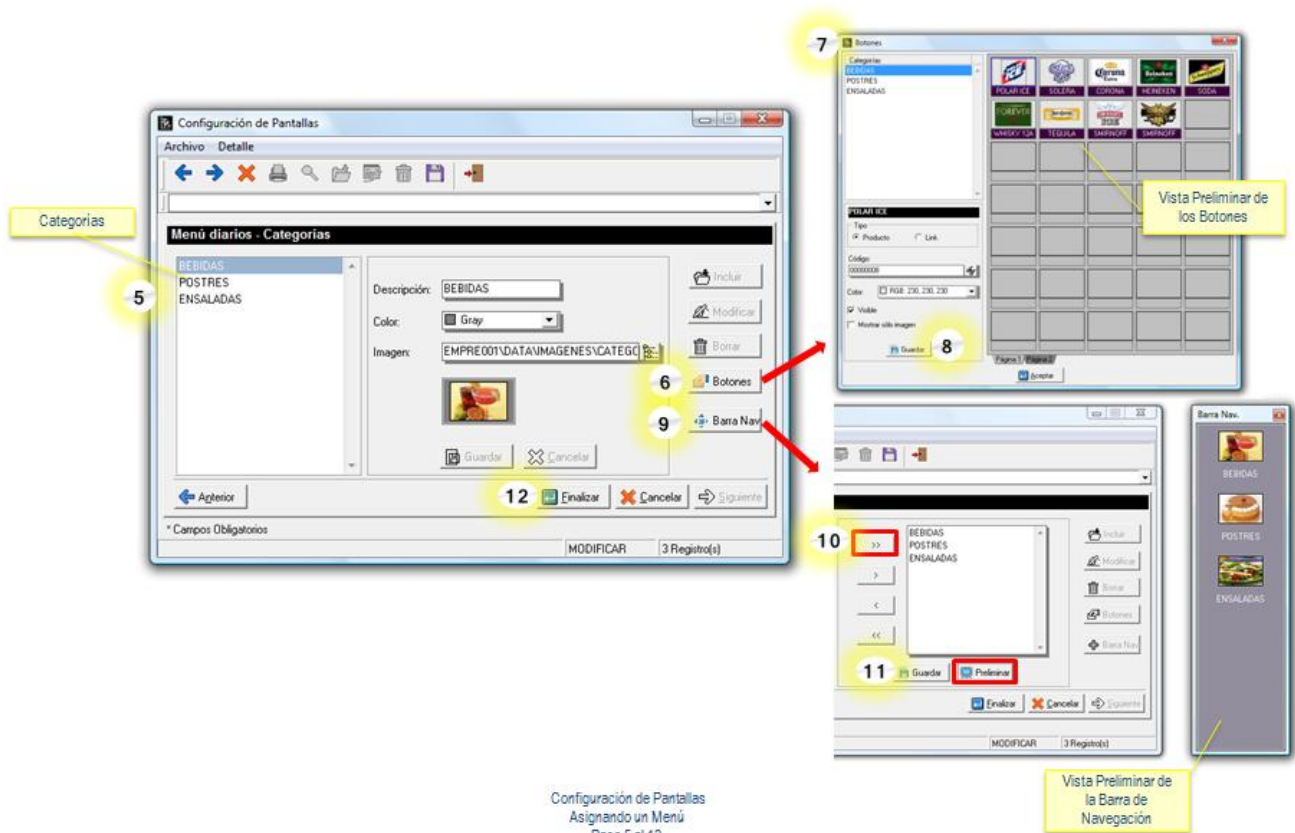 Configuración de Pantallas
Archivo Detalle
Categorías
Menú diarios - Categorías
5
BEBIDAS
POSTRES
ENSALADAS
Descripción: BEBIDAS
Color: Gray
Imagen: EMPRE001\DATA\IMAGENES\CATEGO
Incluir
Modificar
Borrar
6 Botones
9 Barra Nav
Guardar Cancelar
Anterior
12 Finalizar Cancelar Siguiente
* Campos Obligatorios
MODIFICAR 3 Registro(s)
7 Botones
Categorías
BEBIDAS
POSTRES
ENSALADAS
POLAR ICE SOLERA CORONA HEINEKEN SODA
WHISKY 12A TEQUILA SMIRNOFF SMIRNOFF
POLAR ICE
Tipo
Producto Link
Código
00000008
Color: RGB: 230, 230, 230
Visible
Mostrar sólo imagen
Guardar 8
Página 1 Página 2
Aceptar
Vista Preliminar de
los Botones
10 >>
>
<
<<
BEBIDAS
POSTRES
ENSALADAS
Incluir
Modificar
Borrar
Botones
Barra Nav
11 Guardar Preliminar
Finalizar Cancelar Siguiente
MODIFICAR 3 Registro(s)
Barra Nav.
BEBIDAS
POSTRES
ENSALADAS
Vista Preliminar de
la Barra de
Navegación
Configuración de Pantallas
Asignando un Menú